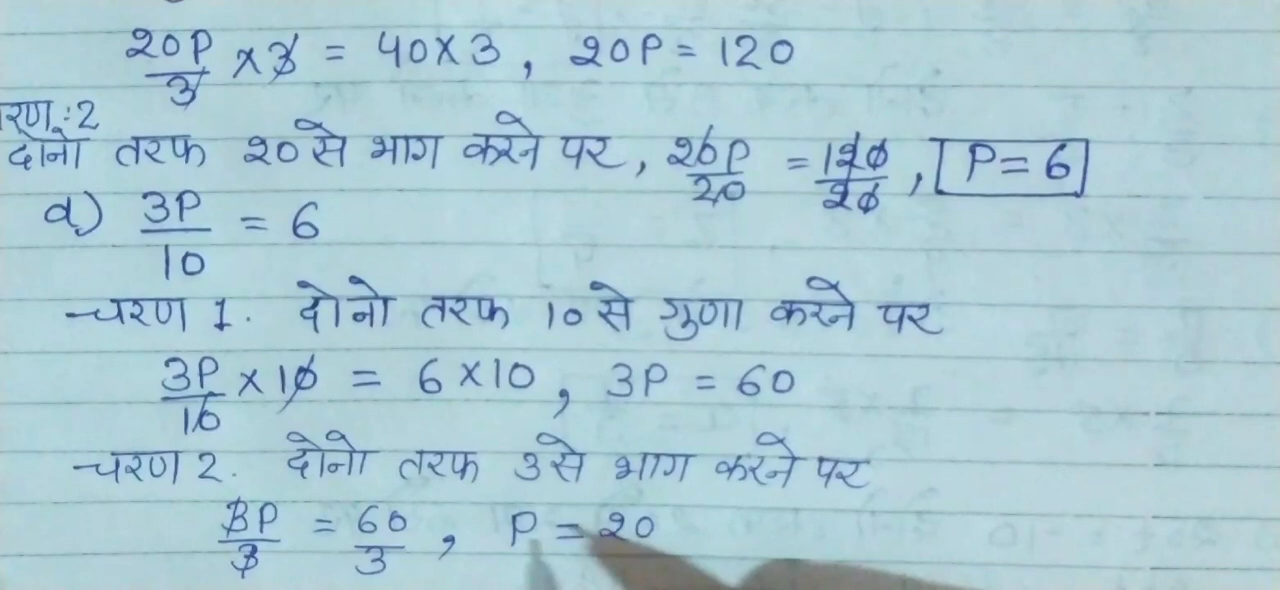 20P/3 × 3 = 40×3, 20P = 120
रण:2
दोनो तरफ 20 से भाग करने पर, 20P/20 = 120/20, P = 6
d) 3P/10 = 6
चरण 1. दोनो तरफ 10 से गुणा करने पर
3P/10 × 10 = 6×10, 3P = 60
चरण 2. दोनो तरफ 3 से भाग करने पर
3P/3 = 60/3, P = 20